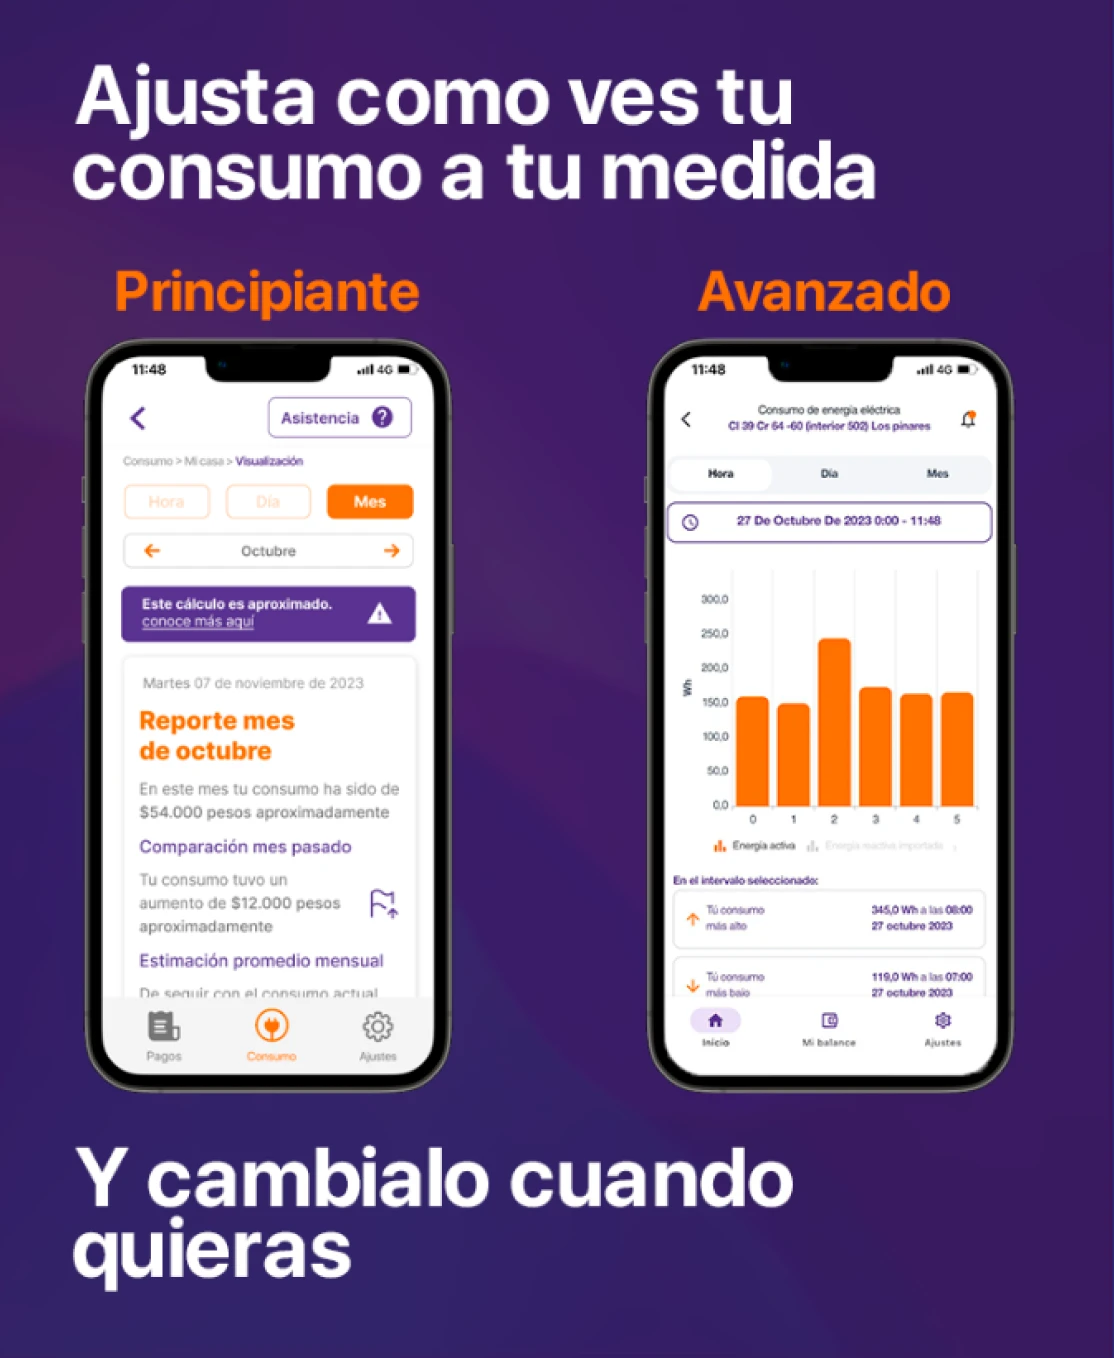 Ajusta como ves tu
consumo a tu medida
Principiante
11:48
4G
Asistencia ?
Consumo > Mi casa > Visualización
Hora
Día
Mes
Octubre
Este cálculo es aproximado.
conoce más aquí
Martes 07 de noviembre de 2023
Reporte mes
de octubre
En este mes tu consumo ha sido de
$54.000 pesos aproximadamente
Comparación mes pasado
Tu consumo tuvo un
aumento de $12.000 pesos
aproximadamente
Estimación promedio mensual
De seguir con el consumo actual
Pagos
Consumo
Ajustes
Avanzado
11:48
4G
Consumo de energía eléctrica
Cl 39 Cr 64 -60 (interior 502) Los pinares
Hora
Día
Mes
27 De Octubre De 2023 0:00 - 11:48
Wh
300,0
250,0
200,0
150,0
100,0
50,0
0,0
0 1 2 3 4 5
Energía activa
Energía reactiva importada
En el intervalo seleccionado:
Tú consumo
más alto
345,0 Wh a las 08:00
27 octubre 2023
Tú consumo
más bajo
119,0 Wh a las 07:00
27 octubre 2023
Inicio
Mi balance
Ajustes
Y cambialo cuando
quieras